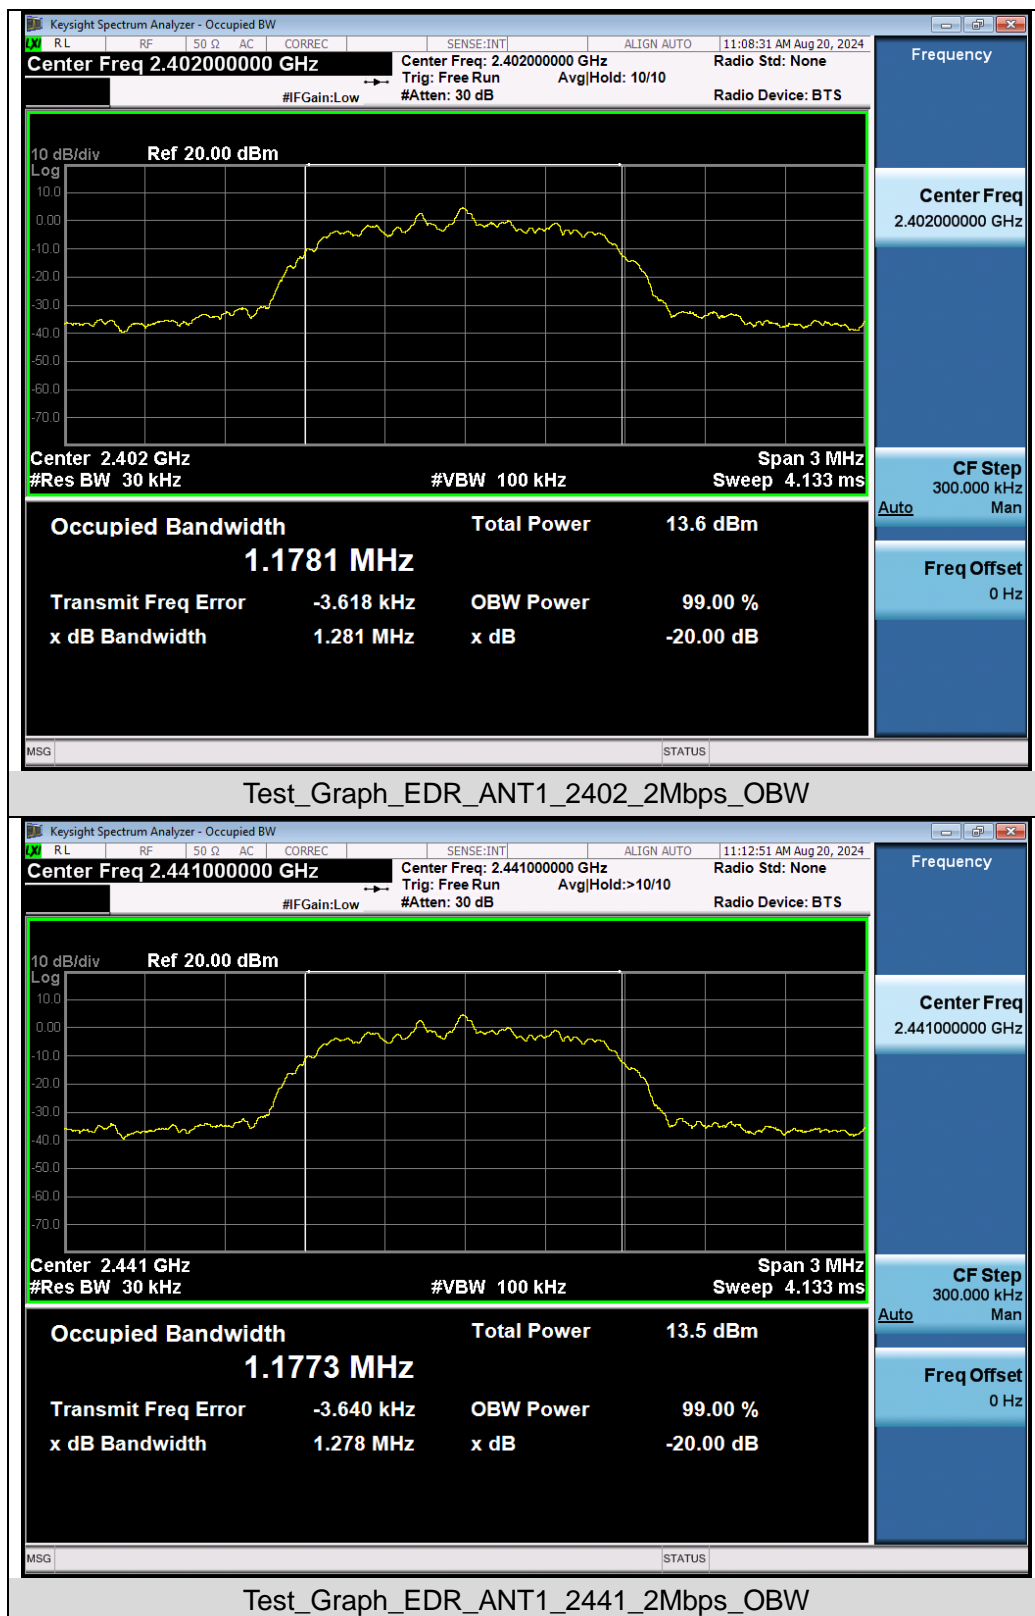 Keysight Spectrum Analyzer - Occupied BW
LXI RL RF 50 Ω AC CORREC SENSE:INT ALIGN AUTO 11:08:31 AM Aug 20, 2024
Center Freq 2.402000000 GHz
Center Freq: 2.402000000 GHz Radio Std: None
Trig: Free Run Avg|Hold: 10/10
#IFGain:Low #Atten: 30 dB Radio Device: BTS
Frequency
10 dB/div Ref 20.00 dBm
Log
10.0
0.00
-10.0
-20.0
-30.0
-40.0
-50.0
-60.0
-70.0
Center 2.402 GHz Span 3 MHz
#Res BW 30 kHz #VBW 100 kHz Sweep 4.133 ms
Center Freq
2.402000000 GHz
CF Step
300.000 kHz
Auto Man
Freq Offset
0 Hz
Occupied Bandwidth Total Power 13.6 dBm
1.1781 MHz
Transmit Freq Error -3.618 kHz OBW Power 99.00 %
x dB Bandwidth 1.281 MHz x dB -20.00 dB
MSG STATUS
Test_Graph_EDR_ANT1_2402_2Mbps_OBW
Keysight Spectrum Analyzer - Occupied BW
LXI RL RF 50 Ω AC CORREC SENSE:INT ALIGN AUTO 11:12:51 AM Aug 20, 2024
Center Freq 2.441000000 GHz
Center Freq: 2.441000000 GHz Radio Std: None
Trig: Free Run Avg|Hold:>10/10
#IFGain:Low #Atten: 30 dB Radio Device: BTS
Frequency
10 dB/div Ref 20.00 dBm
Log
10.0
0.00
-10.0
-20.0
-30.0
-40.0
-50.0
-60.0
-70.0
Center 2.441 GHz Span 3 MHz
#Res BW 30 kHz #VBW 100 kHz Sweep 4.133 ms
Center Freq
2.441000000 GHz
CF Step
300.000 kHz
Auto Man
Freq Offset
0 Hz
Occupied Bandwidth Total Power 13.5 dBm
1.1773 MHz
Transmit Freq Error -3.640 kHz OBW Power 99.00 %
x dB Bandwidth 1.278 MHz x dB -20.00 dB
MSG STATUS
Test_Graph_EDR_ANT1_2441_2Mbps_OBW